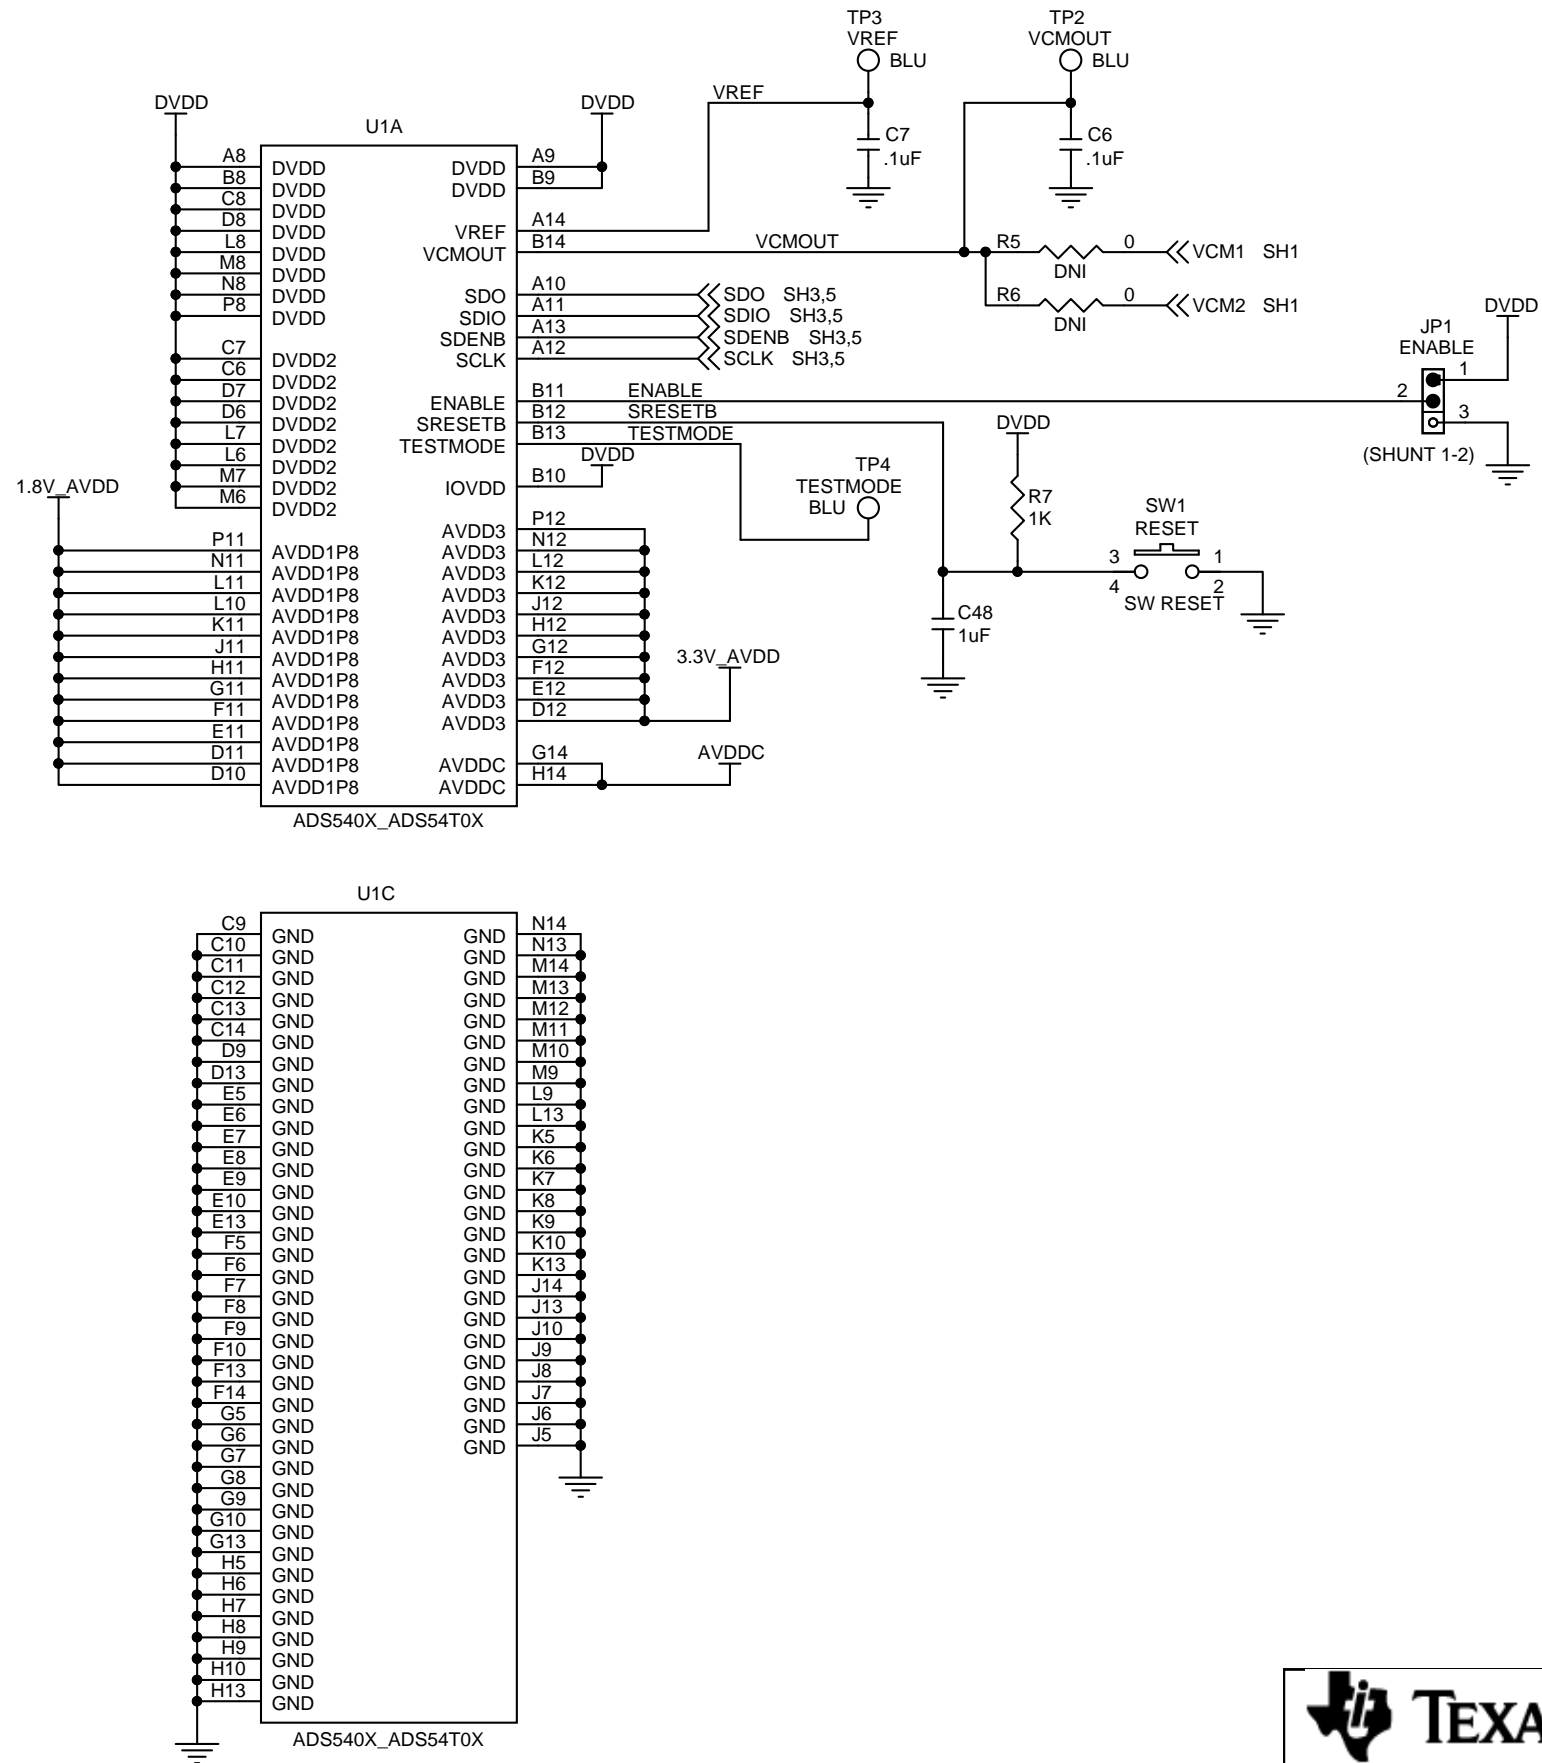 TP3
VREF
BLU
TP2
VCMOUT
BLU
DVDD
U1A
DVDD
VREF
C7
.1uF
C6
.1uF
A8 DVDD
B8 DVDD
C8 DVDD
D8 DVDD
L8 DVDD
M8 DVDD
N8 DVDD
P8 DVDD
C7 DVDD2
C6 DVDD2
D7 DVDD2
D6 DVDD2
L7 DVDD2
L6 DVDD2
M7 DVDD2
M6 DVDD2
1.8V_AVDD
P11 AVDD1P8
N11 AVDD1P8
L11 AVDD1P8
L10 AVDD1P8
K11 AVDD1P8
J11 AVDD1P8
H11 AVDD1P8
G11 AVDD1P8
F11 AVDD1P8
E11 AVDD1P8
D11 AVDD1P8
D10 AVDD1P8
DVDD A9
DVDD B9
VREF A14
VCMOUT B14 VCMOUT
SDO A10 SDO SH3,5
SDIO A11 SDIO SH3,5
SDENB A13 SDENB SH3,5
SCLK A12 SCLK SH3,5
ENABLE B11 ENABLE
SRESETB B12 SRESETB
TESTMODE B13 TESTMODE
IOVDD B10 DVDD
AVDD3 P12
AVDD3 N12
AVDD3 L12
AVDD3 K12
AVDD3 J12
AVDD3 H12
AVDD3 G12
AVDD3 F12
AVDD3 E12
AVDD3 D12
3.3V_AVDD
AVDDC G14
AVDDC H14
AVDDC
ADS540X_ADS54T0X
R5 0 VCM1 SH1
DNI
R6 0 VCM2 SH1
DNI
DVDD
JP1
ENABLE
1
2
3
(SHUNT 1-2)
TP4
TESTMODE
BLU
DVDD
R7
1K
SW1
RESET
3 1
4 2
SW RESET
C48
1uF
U1C
C9 GND
C10 GND
C11 GND
C12 GND
C13 GND
C14 GND
D9 GND
D13 GND
E5 GND
E6 GND
E7 GND
E8 GND
E9 GND
E10 GND
E13 GND
F5 GND
F6 GND
F7 GND
F8 GND
F9 GND
F10 GND
F13 GND
F14 GND
G5 GND
G6 GND
G7 GND
G8 GND
G9 GND
G10 GND
G13 GND
H5 GND
H6 GND
H7 GND
H8 GND
H9 GND
H10 GND
H13 GND
GND N14
GND N13
GND M14
GND M13
GND M12
GND M11
GND M10
GND M9
GND L9
GND L13
GND K5
GND K6
GND K7
GND K8
GND K9
GND K10
GND K13
GND J14
GND J13
GND J10
GND J9
GND J8
GND J7
GND J6
GND J5
ADS540X_ADS54T0X
TEXA